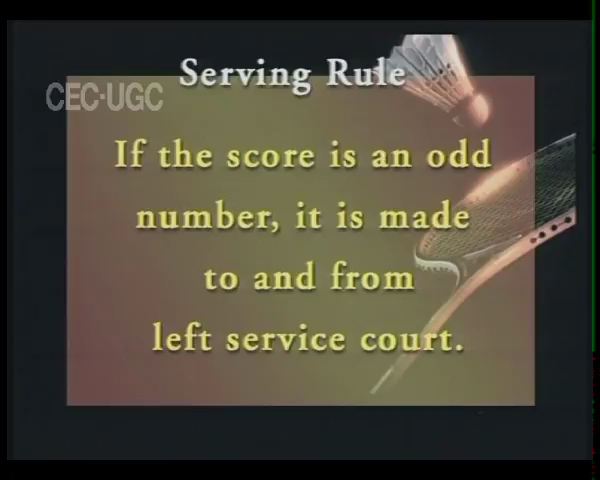 Serving Rule
CEC-UGC
If the score is an odd
number, it is made
to and from
left service court.